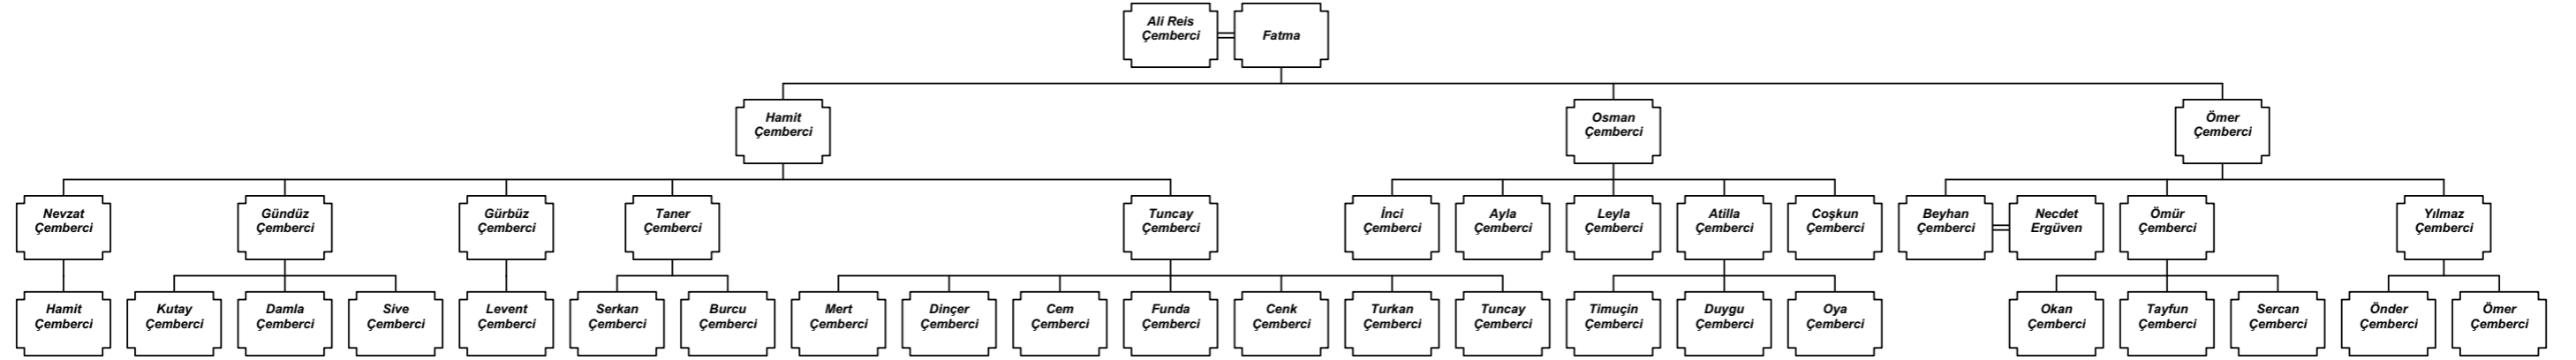 Ali Reis
Çemberci
Fatma
Hamit
Çemberci
Osman
Çemberci
Ömer
Çemberci
Nevzat
Çemberci
Gündüz
Çemberci
Gürbüz
Çemberci
Taner
Çemberci
Tuncay
Çemberci
İnci
Çemberci
Ayla
Çemberci
Leyla
Çemberci
Atilla
Çemberci
Coşkun
Çemberci
Beyhan
Çemberci
Necdet
Ergüven
Ömür
Çemberci
Yılmaz
Çemberci
Hamit
Çemberci
Kutay
Çemberci
Damla
Çemberci
Sive
Çemberci
Levent
Çemberci
Serkan
Çemberci
Burcu
Çemberci
Mert
Çemberci
Dinçer
Çemberci
Cem
Çemberci
Funda
Çemberci
Cenk
Çemberci
Turkan
Çemberci
Tuncay
Çemberci
Timuçin
Çemberci
Duygu
Çemberci
Oya
Çemberci
Okan
Çemberci
Tayfun
Çemberci
Sercan
Çemberci
Önder
Çemberci
Ömer
Çemberci